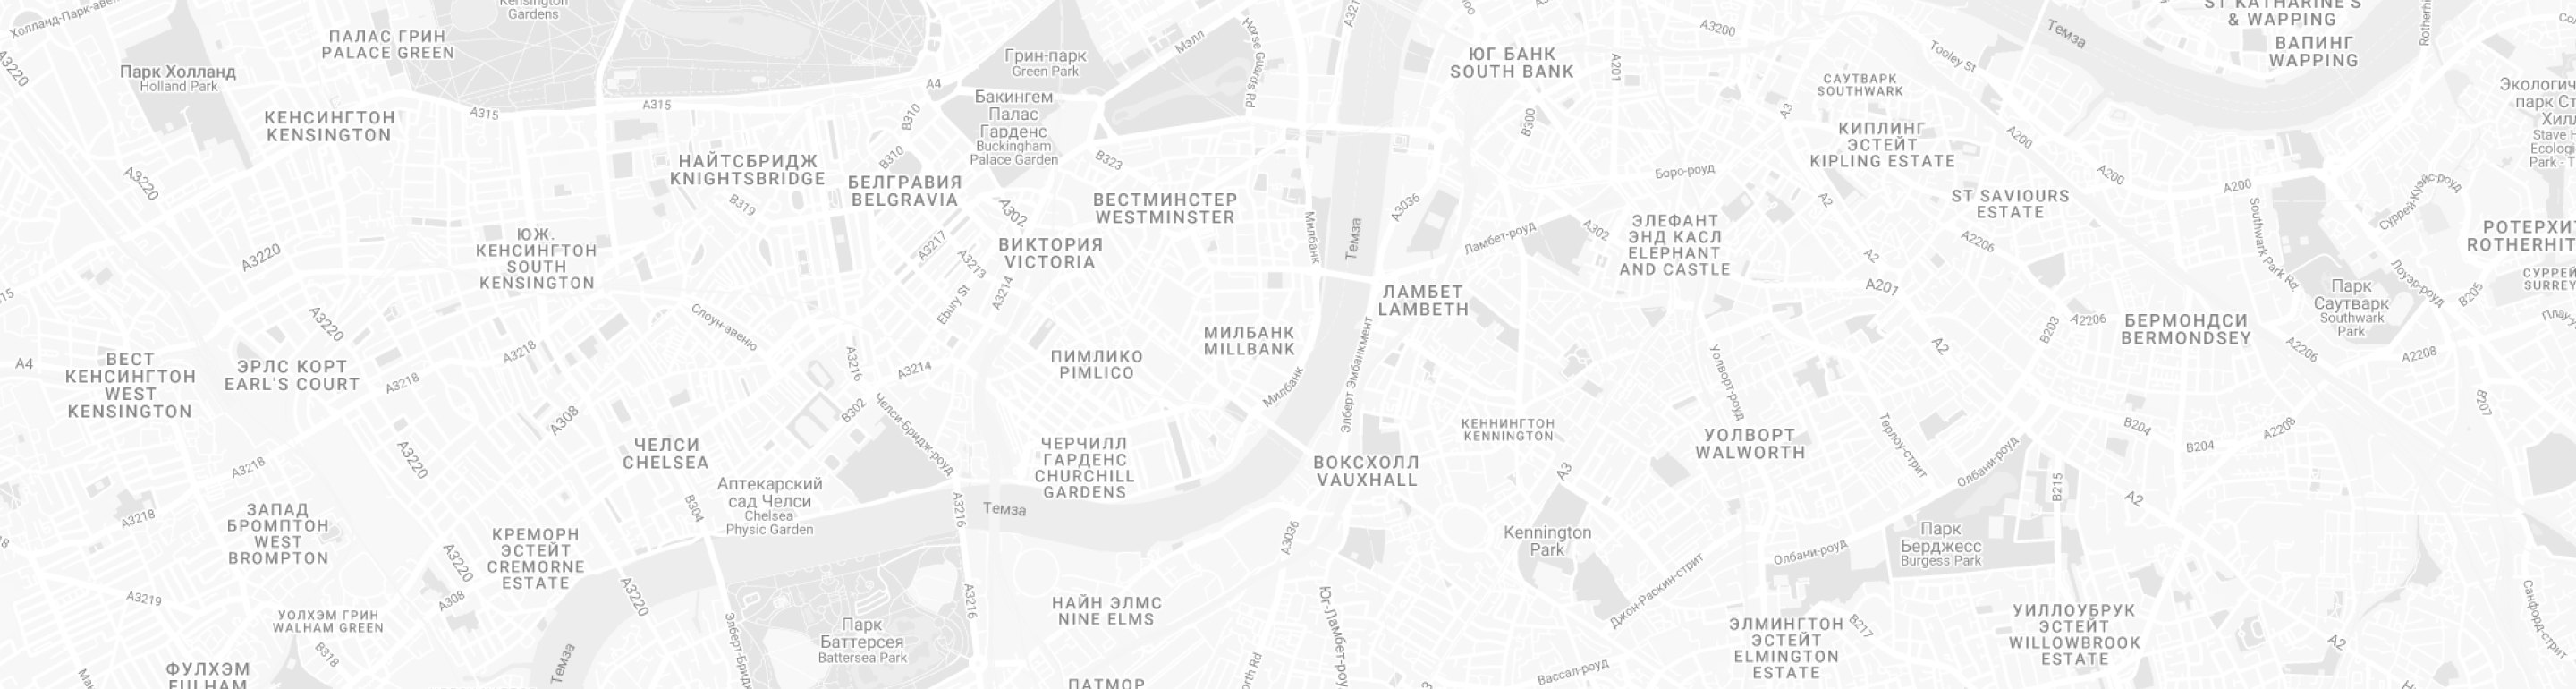 Холланд-Парк-авеню
A3220
Парк Холланд
Holland Park
ПАЛАС ГРИН
PALACE GREEN
Kensington
Gardens
КЕНСИНГТОН
KENSINGTON
A315
A315
A4
Грин-парк
Green Park
Мэлл
Horse Guards Rd
Бакингем
Палас
Гарденс
Buckingham
Palace Garden
B310
B310
B323
НАЙТСБРИДЖ
KNIGHTSBRIDGE
БЕЛГРАВИЯ
BELGRAVIA
ВЕСТМИНСТЕР
WESTMINSTER
ВИКТОРИЯ
VICTORIA
A302
B319
A3217
A3213
A3214
Ebury St
A3220
A3220
ЮЖ.
КЕНСИНГТОН
SOUTH
KENSINGTON
Слоун-авеню
A3220
A3218
A3218
A4
ВЕСТ
КЕНСИНГТОН
WEST
KENSINGTON
ЭРЛС КОРТ
EARL'S COURT
A308
A3220
A3216
A3214
B302
Челси-Бридж-роуд
ПИМЛИКО
PIMLICO
МИЛБАНК
MILLBANK
Милбанк
Милбанк
Темза
ЧЕРЧИЛЛ
ГАРДЕНС
CHURCHILL
GARDENS
ЧЕЛСИ
CHELSEA
Аптекарский
сад Челси
Chelsea
Physic Garden
B304
A3218
A3218
ЗАПАД
БРОМПТОН
WEST
BROMPTON
КРЕМОРН
ЭСТЕЙТ
CREMORNE
ESTATE
A3220
A3220
A308
A3219
УОЛХЭМ ГРИН
WALHAM GREEN
B318
ФУЛХЭМ
FULHAM
Темза
Темза
A3216
A3216
Парк
Баттерсея
Battersea Park
НАЙН ЭЛМС
NINE ELMS
ПАТМОР
A3036
ВОКСХОЛЛ
VAUXHALL
Элберт Эмбанкмент
ЛАМБЕТ
LAMBETH
A3036
Ламбет-роуд
A302
ЮГ БАНК
SOUTH BANK
A3200
A201
B300
Боро-роуд
A3
САУТВАРК
SOUTHWARK
Tooley St
Темза
ST KATHARINE'S
& WAPPING
ВАПИНГ
WAPPING
КИПЛИНГ
ЭСТЕЙТ
KIPLING ESTATE
A200
A200
A200
A2
ST SAVIOURS
ESTATE
A2206
ЭЛЕФАНТ
ЭНД КАСЛ
ELEPHANT
AND CASTLE
A2
A201
A2
B203
A2206
БЕРМОНДСИ
BERMONDSEY
A2206
Southwark Park Rd
Парк
Саутварк
Southwark
Park
Лоуэр-роуд
B205
A2208
A2208
B207
B204
B204
КЕННИНГТОН
KENNINGTON
A3
Kennington
Park
Уолворт-роуд
УОЛВОРТ
WALWORTH
Терлоу-стрит
Олбани-роуд
Олбани-роуд
B215
A2
Парк
Берджесс
Burgess Park
Джон-Раскин-стрит
Юг-Ламбет-роу
Вассал-роуд
ЭЛМИНГТОН
ЭСТЕЙТ
ELMINGTON
ESTATE
B217
УИЛЛОУБРУК
ЭСТЕЙТ
WILLOWBROOK
ESTATE
A2
Санфорд-стрит